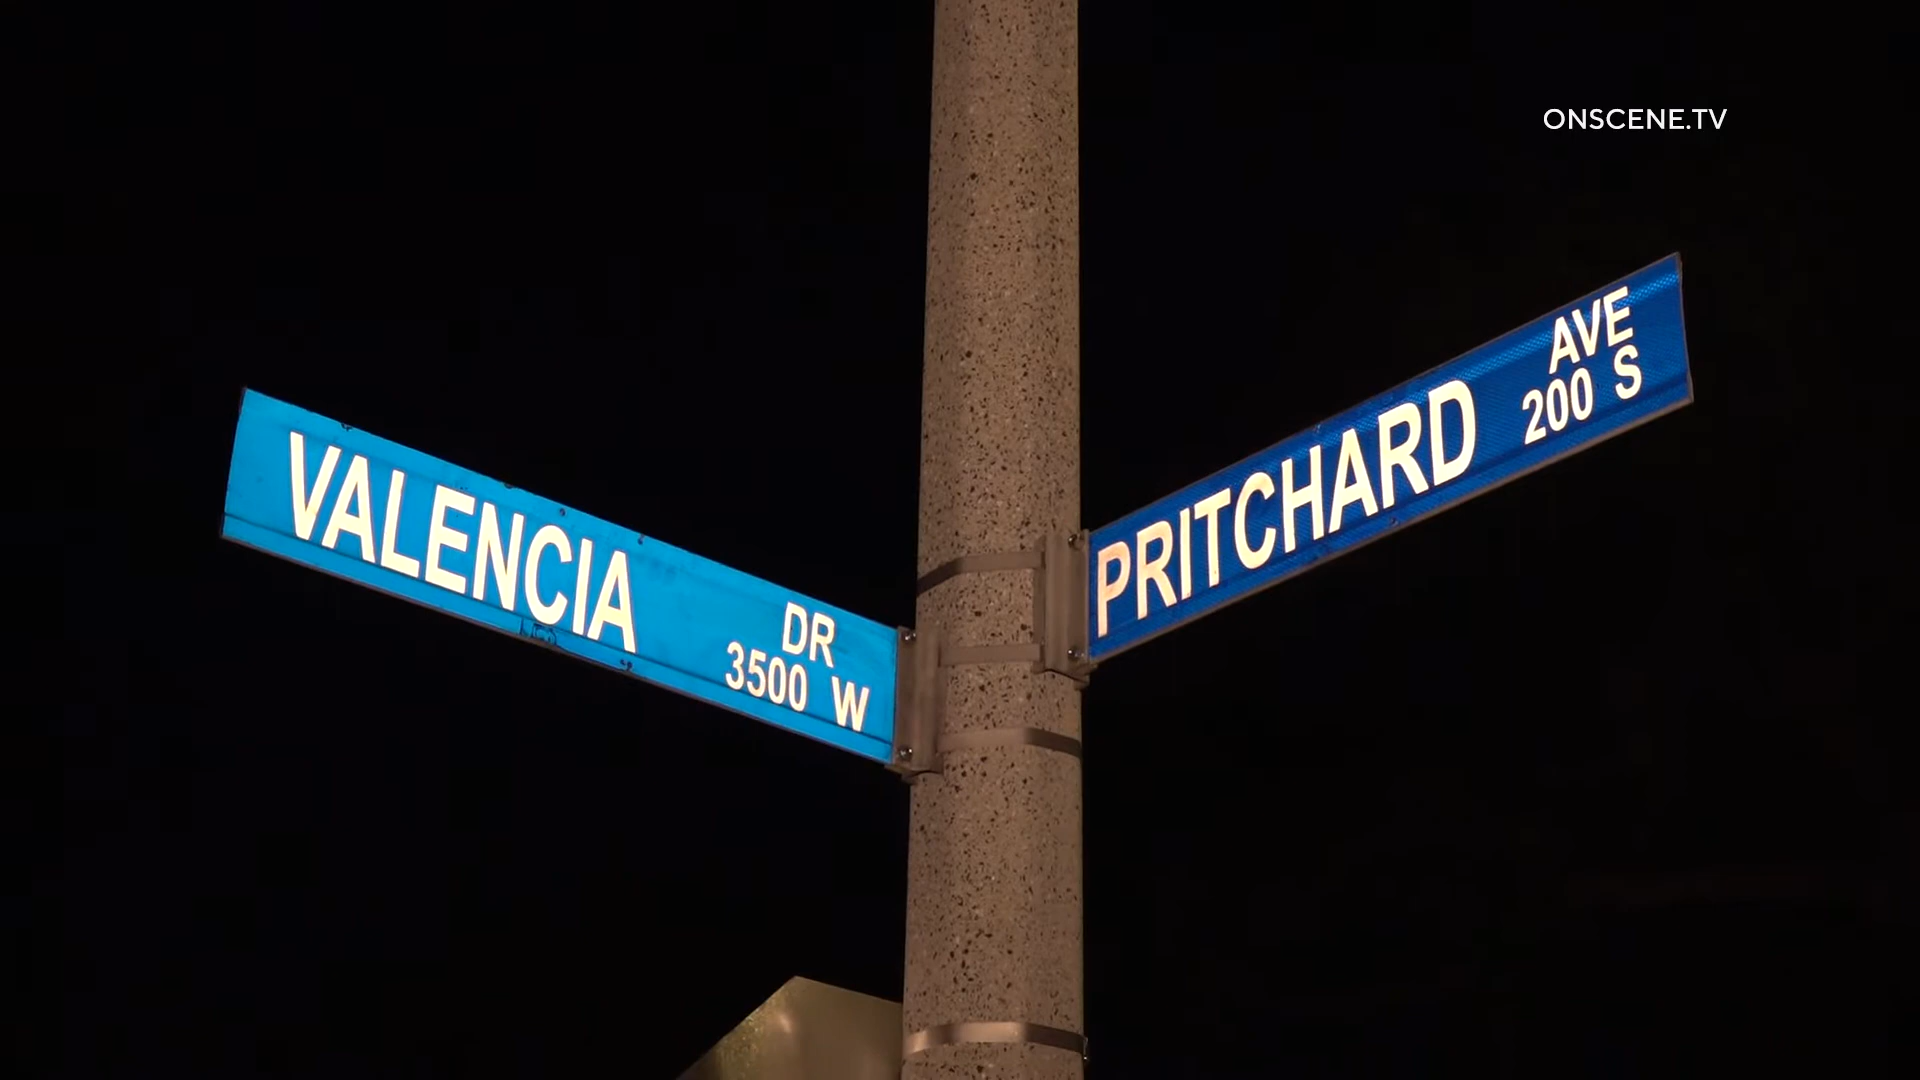 ONSCENE.TV
VALENCIA
DR
3500 W
PRITCHARD
AVE
200 S